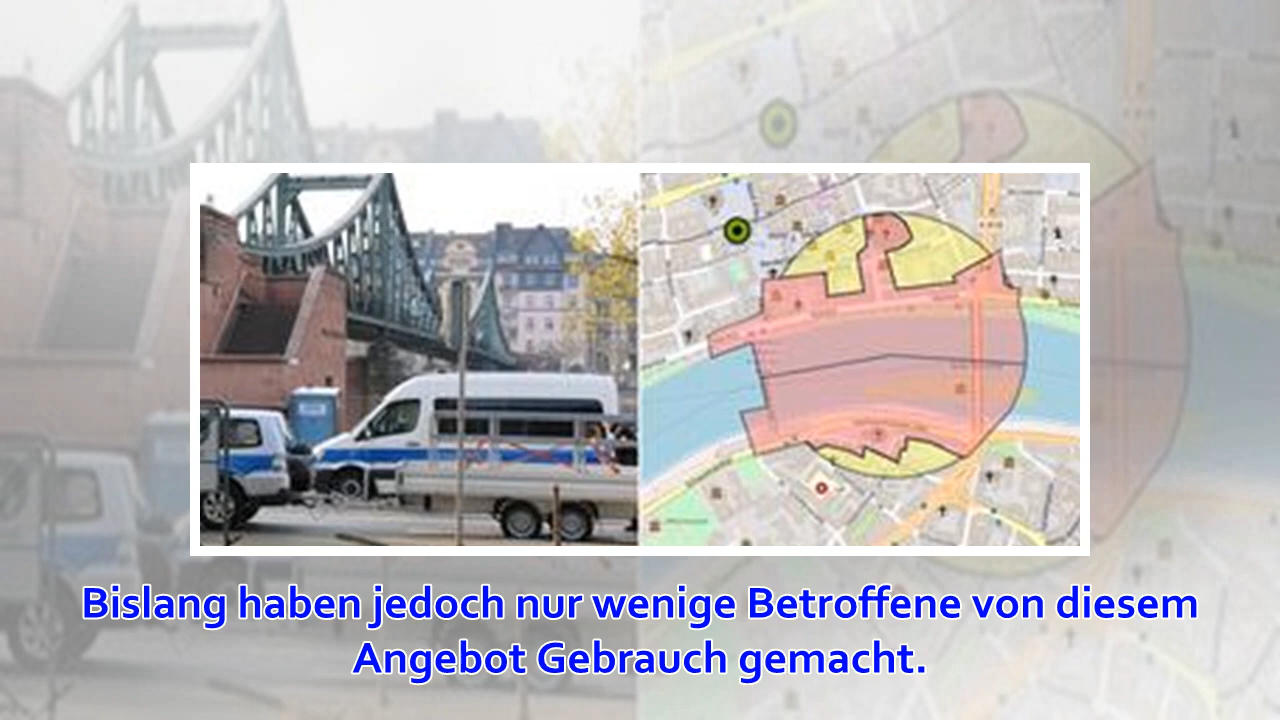 Bislang haben jedoch nur wenige Betroffene von diesem
Angebot Gebrauch gemacht.